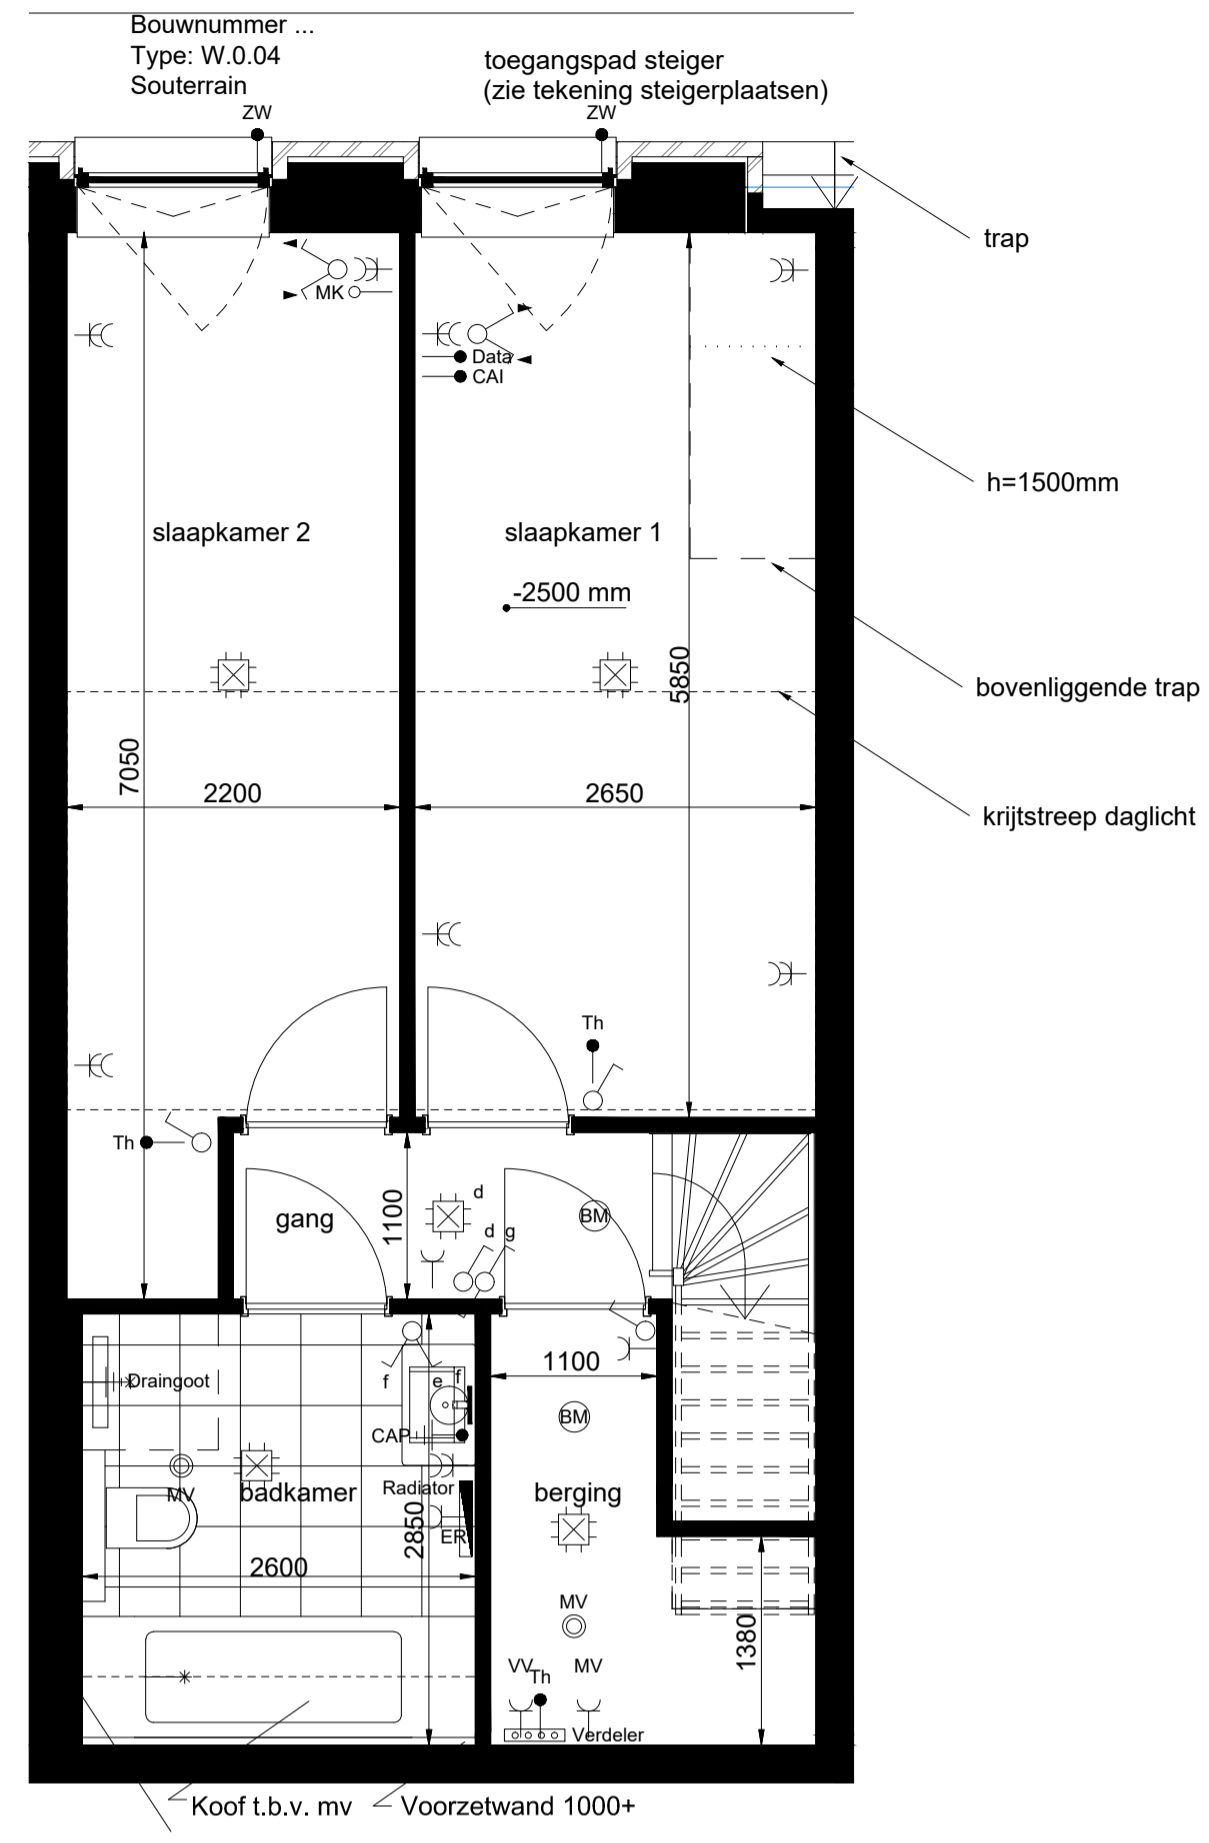 Bouwnummer ...
Type: W.0.04
Souterrain
toegangspad steiger
(zie tekening steigerplaatsen)
ZW
ZW
trap
MK
Data
CAI
h=1500mm
slaapkamer 2
slaapkamer 1
-2500 mm
5850
bovenliggende trap
7050
2200
2650
krijtstreep daglicht
Th
Th
gang
1100
d
d
g
BM
1100
Draingoot
f
e
f
CAP
BM
MV
badkamer
Radiator
berging
2850
ER
2600
MV
1380
VV
Th
MV
Verdeler
Koof t.b.v. mv
Voorzetwand 1000+